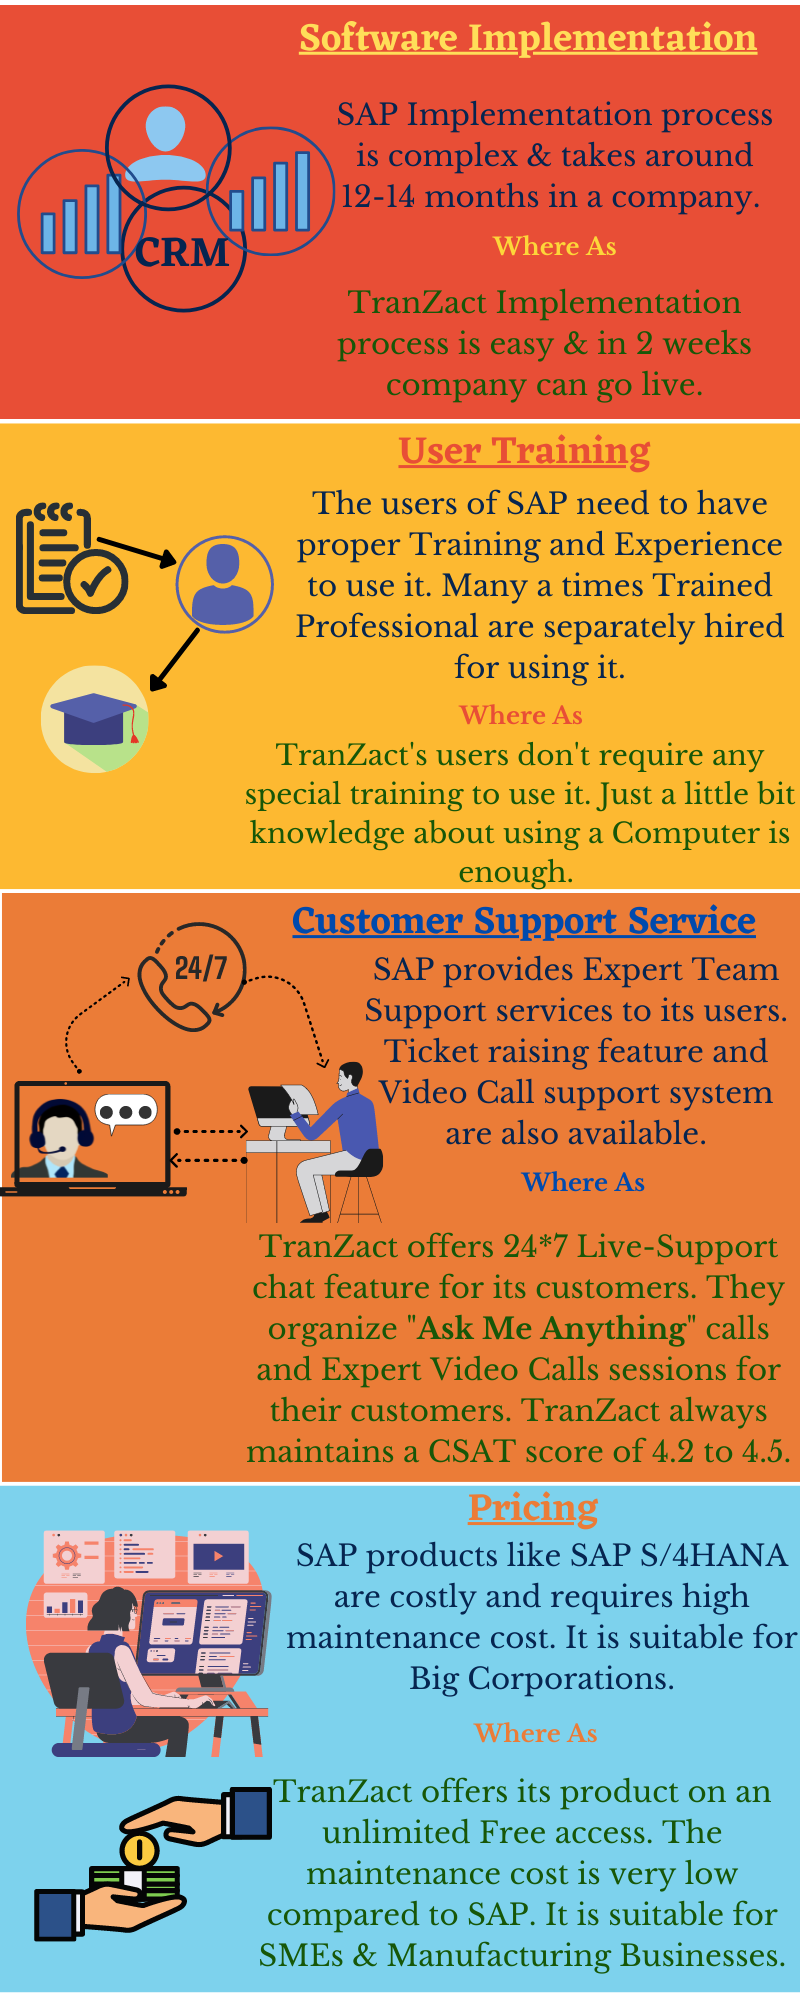 Software Implementation
SAP Implementation process
is complex & takes around
12-14 months in a company.
CRM
Where As
TranZact Implementation
process is easy & in 2 weeks
company can go live.
User Training
The users of SAP need to have
proper Training and Experience
to use it. Many a times Trained
Professional are separately hired
for using it.
Where As
TranZact's users don't require any
special training to use it. Just a little bit
knowledge about using a Computer is
enough.
Customer Support Service
24/7
SAP provides Expert Team
Support services to its users.
Ticket raising feature and
Video Call support system
are also available.
Where As
TranZact offers 24*7 Live-Support
chat feature for its customers. They
organize "Ask Me Anything" calls
and Expert Video Calls sessions for
their customers. TranZact always
maintains a CSAT score of 4.2 to 4.5.
Pricing
SAP products like SAP S/4HANA
are costly and requires high
maintenance cost. It is suitable for
Big Corporations.
Where As
TranZact offers its product on an
unlimited Free access. The
maintenance cost is very low
compared to SAP. It is suitable for
SMEs & Manufacturing Businesses.